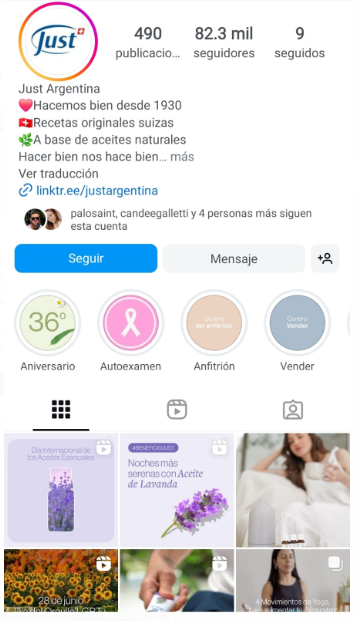 Just
490
82.3 mil
9
publicacio...
seguidores
seguidos
Just Argentina
❤️Hacemos bien desde 1930
🇨🇭Recetas originales suizas
🌿A base de aceites naturales
Hacer bien nos hace bien... más
Ver traducción
linktr.ee/justargentina
palosaint, candeegalletti y 4 personas más siguen
esta cuenta
Seguir
Mensaje
36°
Quiero
ser anfitrión
Quiero
Vender
Aniversario
Autoexamen
Anfitrión
Vender
Día Internacional de
los Aceites Esenciales
#BENEFICIOJUST
Noches más
serenas con Aceite
de Lavanda
28 de junio
4 Movimientos de Yoga